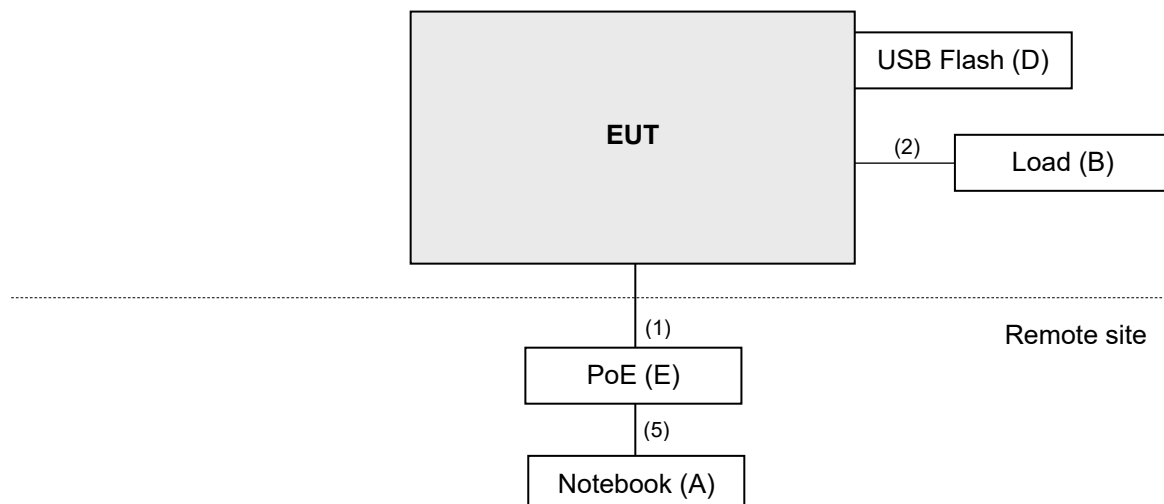 USB Flash (D)
EUT
(2)
Load (B)
(1)
Remote site
PoE (E)
(5)
Notebook (A)